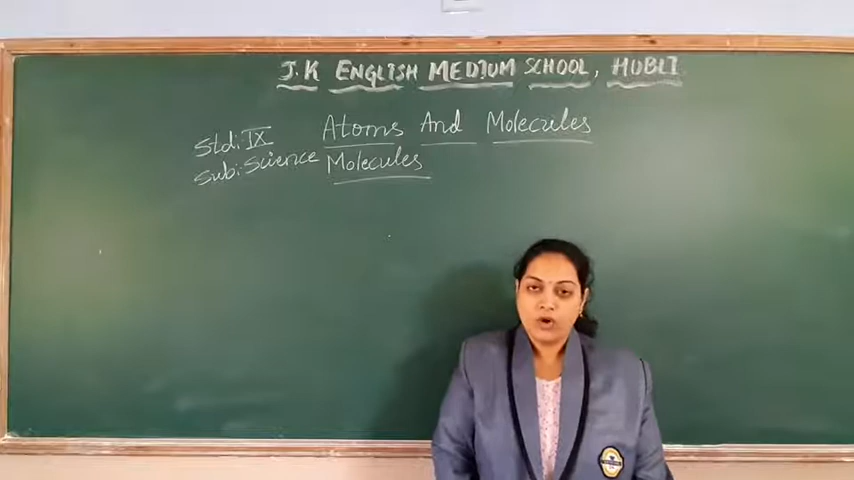 J.K ENGLISH MEDIUM SCHOOL, HUBLI
Std: IX Atoms And Molecules
Sub: Science Molecules